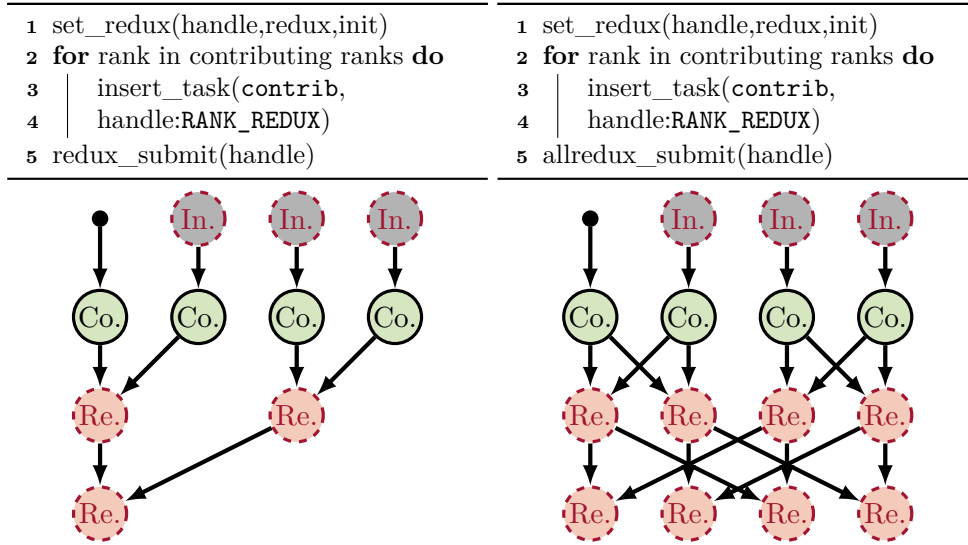 1 set_redux(handle,redux,init)
2 for rank in contributing ranks do
3 insert_task(contrib,
4 handle:RANK_REDUX)
5 redux_submit(handle)
1 set_redux(handle,redux,init)
2 for rank in contributing ranks do
3 insert_task(contrib,
4 handle:RANK_REDUX)
5 allredux_submit(handle)
In. In. In.
Co. Co. Co. Co.
Re. Re.
Re.
In. In. In.
Co. Co. Co. Co.
Re. Re. Re. Re.
Re. Re. Re. Re.